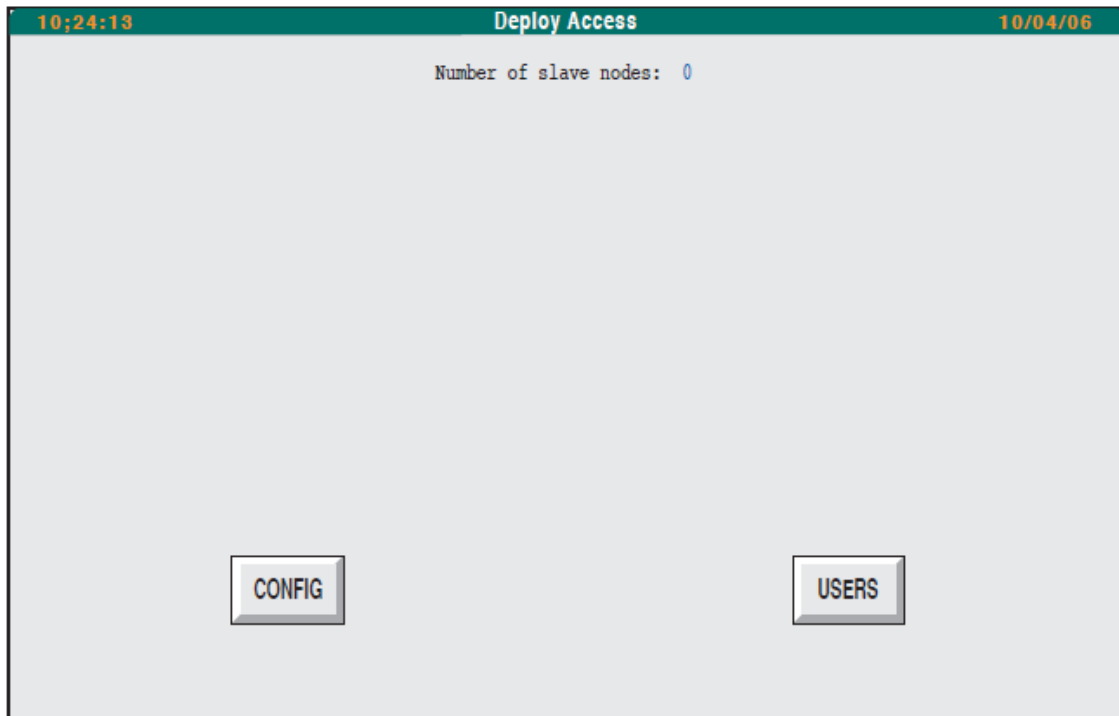 10;24:13 Deploy Access 10/04/06
Number of slave nodes: 0
CONFIG USERS